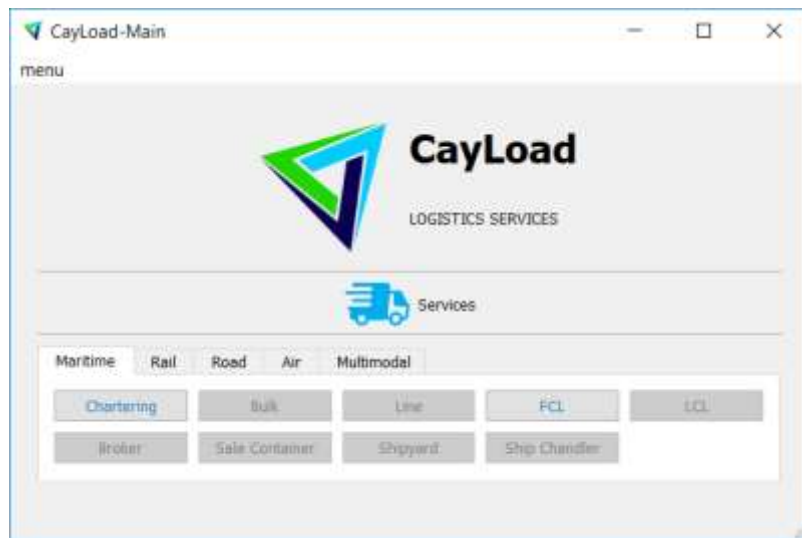 CayLoad-Main
menu
CayLoad
LOGISTICS SERVICES
Services
Maritime Rail Road Air Multimodal
Chartering Bulk Line FCL LCL
Broker Sale Container Shipyard Ship Chandler